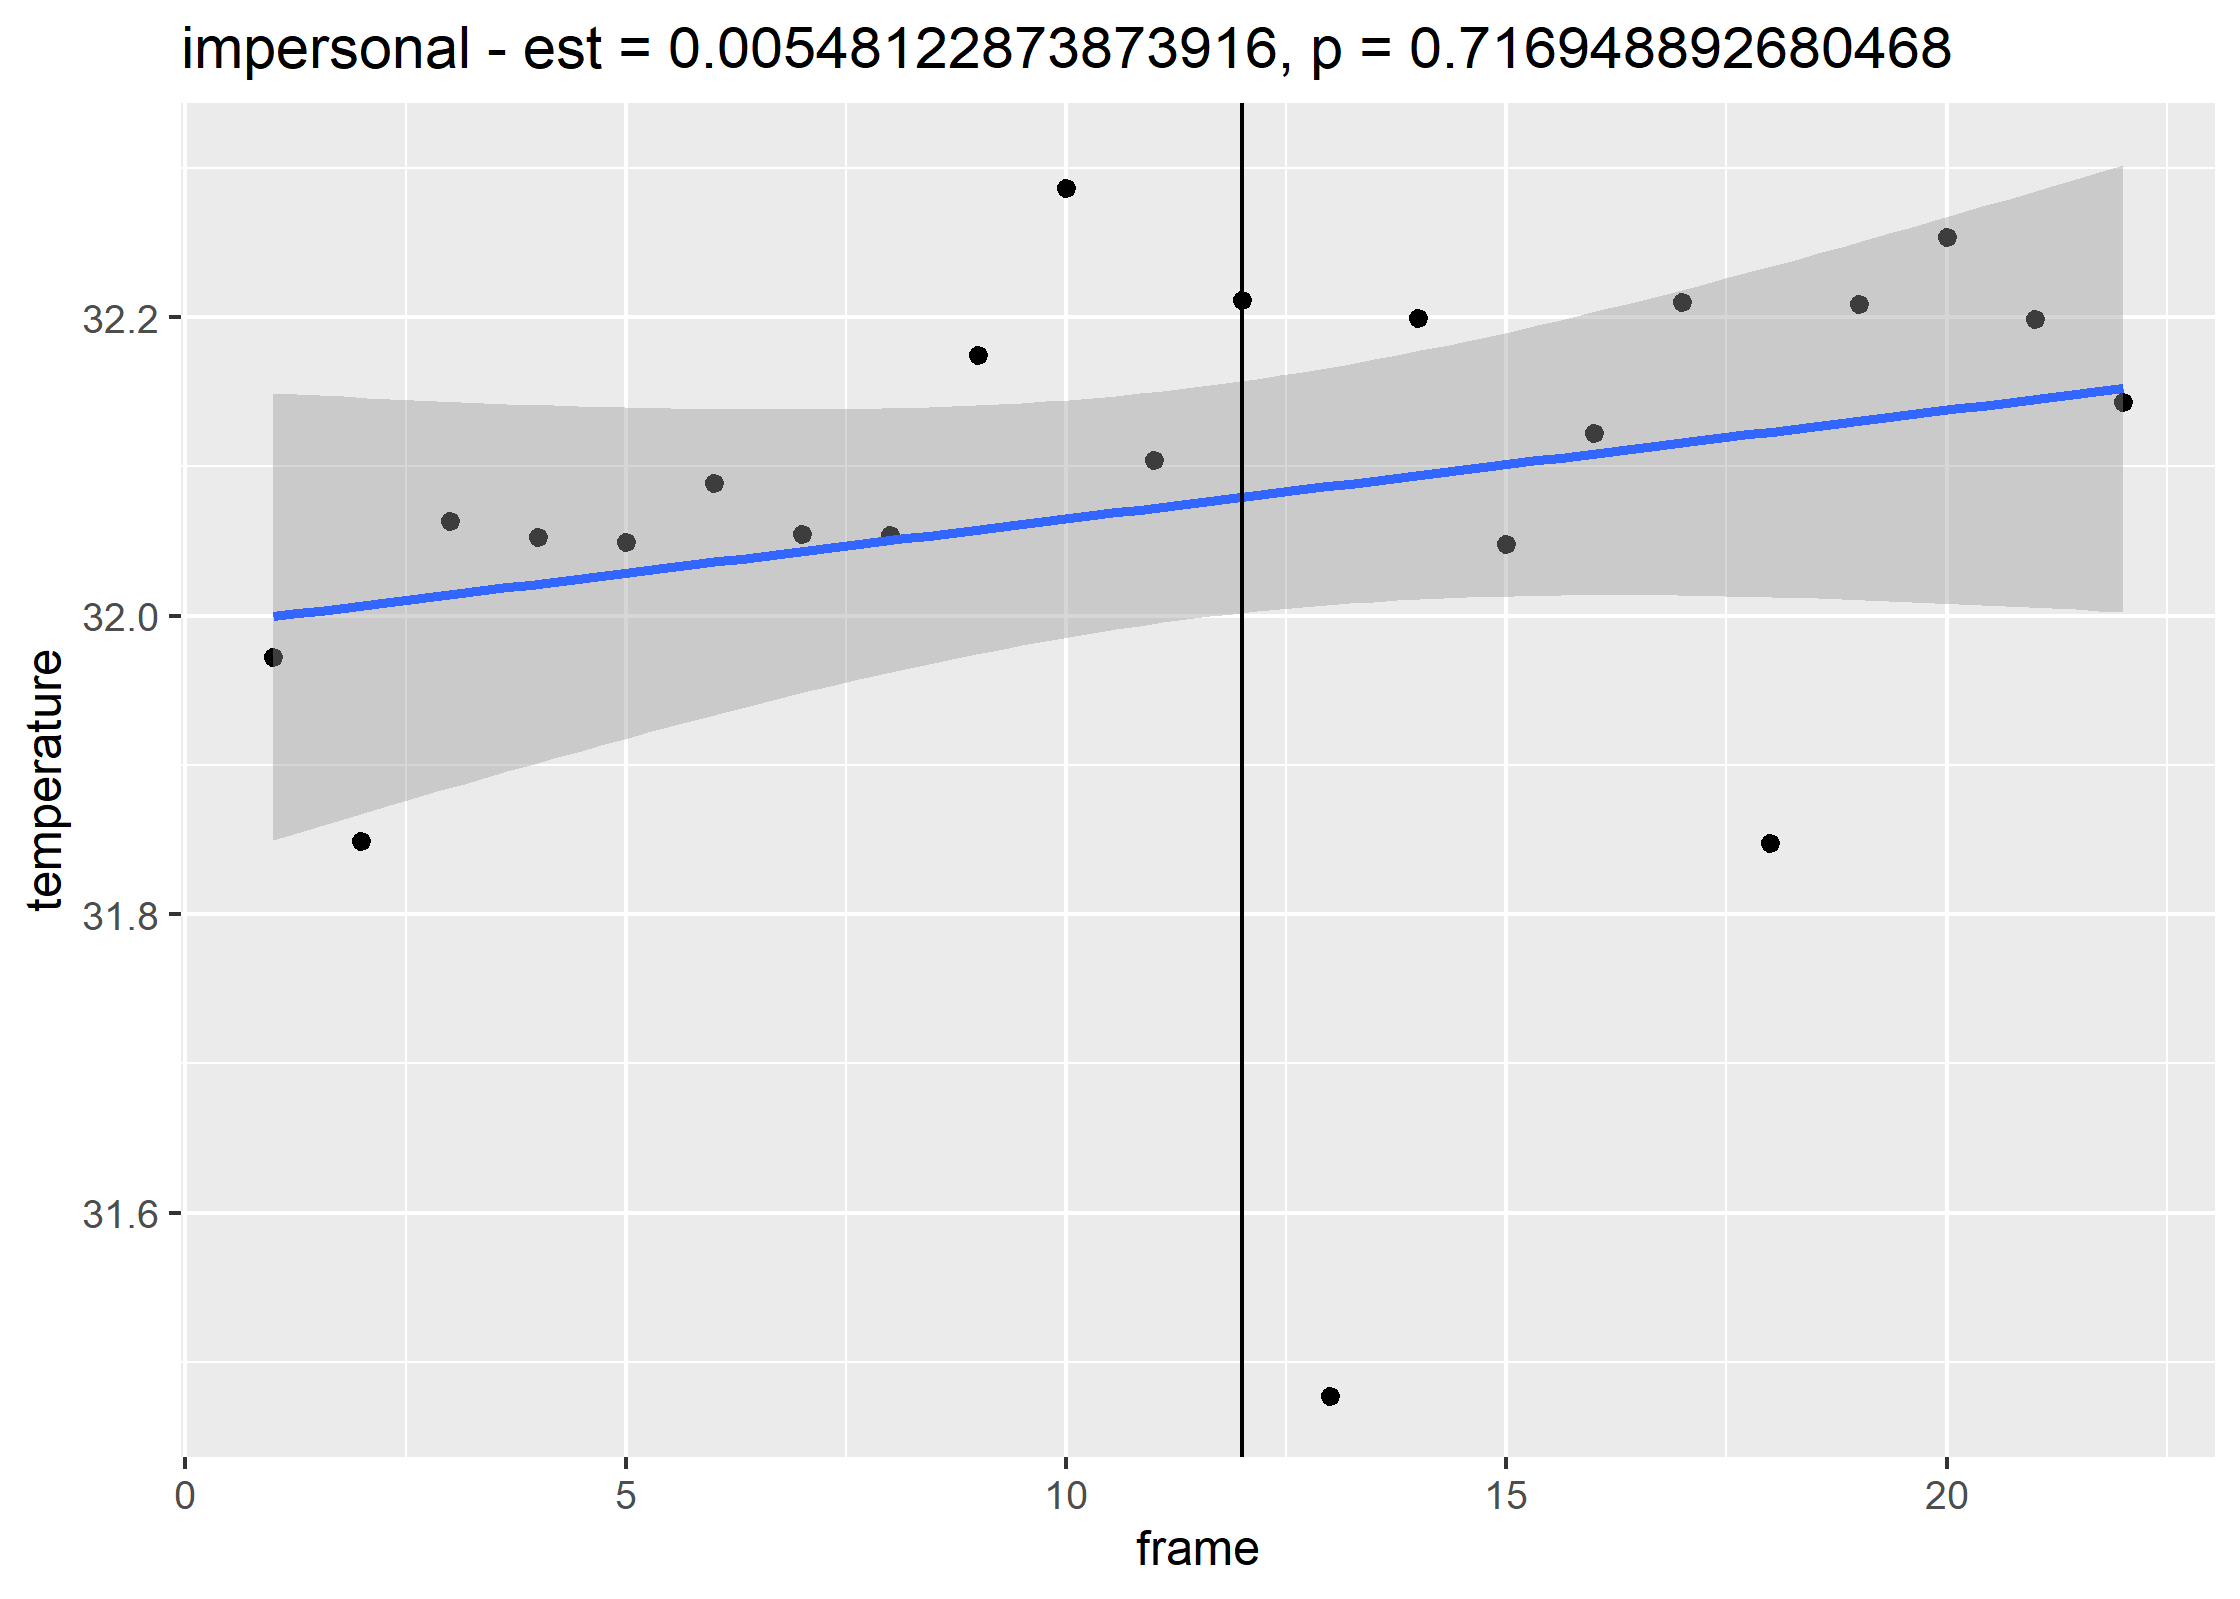 impersonal - est = 0.00548122873873916, p = 0.716948892680468
32.2
32.0
31.8
31.6
temperature
0 5 10 15 20
frame